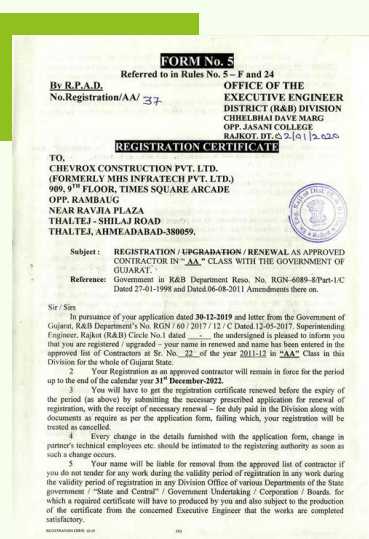 FORM No. 5
Referred to in Rules No. 5 – F and 24
By R.P.A.D.
No.Registration/AA/ 37
OFFICE OF THE
EXECUTIVE ENGINEER
DISTRICT (R&B) DIVISION
CHHELBHAI DAVE MARG
OPP. JASANI COLLEGE
RAJKOT. DT. 02/01/2020
REGISTRATION CERTIFICATE
TO,
CHEVROX CONSTRUCTION PVT. LTD.
(FORMERLY MHS INFRATECH PVT. LTD.)
909, 9TH FLOOR, TIMES SQUARE ARCADE
OPP. RAMBAUG
NEAR RAVJIA PLAZA
THALTEJ - SHILAJ ROAD
THALTEJ, AHMEADABAD-380059.
Subject : REGISTRATION / UPGRADATION / RENEWAL AS APPROVED
CONTRACTOR IN " AA " CLASS WITH THE GOVERNMENT OF
GUJARAT.
Reference: Government in R&B Department Reso. No. RGN–6089–8/Part-1/C
Dated 27-01-1998 and Dated.06-08-2011 Amendments there on.
Sir / Sirs
In pursuance of your application dated 30-12-2019 and letter from the Government of
Gujarat, R&B Department's No. RGN / 60 / 2017 / 12 / C Dated.12-05-2017. Superintending
Engineer, Rajkot (R&B) Circle No.1 dated - the undersigned is pleased to inform you
that you are registered / upgraded – your name in renewed and name has been entered in the
approved list of Contractors at Sr. No. 22 of the year 2011-12 in "AA" Class in this
Division for the whole of Gujarat State.
2 Your Registration as an approved contractor will remain in force for the period
up to the end of the calendar year 31st December-2022.
3 You will have to get the registration certificate renewed before the expiry of
the period (as above) by submitting the necessary prescribed application for renewal of
registration, with the receipt of necessary renewal – fee duly paid in the Division along with
documents as require as per the application form, failing which, your registration will be
treated as cancelled.
4 Every change in the details furnished with the application form, change in
partner's technical employees etc. should be intimated to the registering authority as soon as
such a change occurs.
5 Your name will be liable for removal from the approved list of contractor if
you do not tender for any work during the validity period of registration in any work during
the validity period of registration in any Division Office of various Departments of the State
government / "State and Central" / Government Undertaking / Corporation / Boards. for
which a required certificate will have to produced by you and also subject to the production
of the certificate from the concerned Executive Engineer that the works are completed
satisfactory.